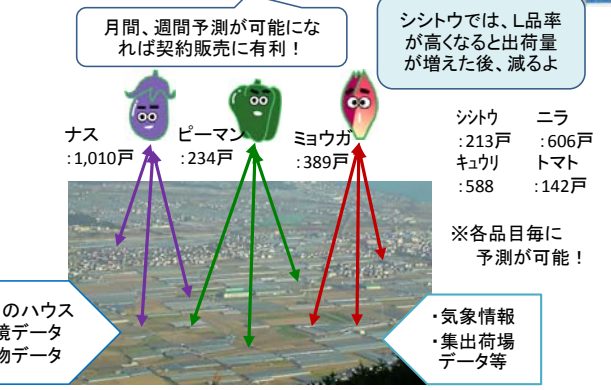 月間、週間予測が可能にな
れば契約販売に有利！
シシトウでは、L品率
が高くなると出荷量
が増えた後、減るよ
ナス
:1,010戸
ピーマン
:234戸
ミョウガ
:389戸
シシトウ ニラ
:213戸 :606戸
キュウリ トマト
:588 :142戸
※各品目毎に
予測が可能！
のハウス
境データ
物データ
・気象情報
・集出荷場
データ等